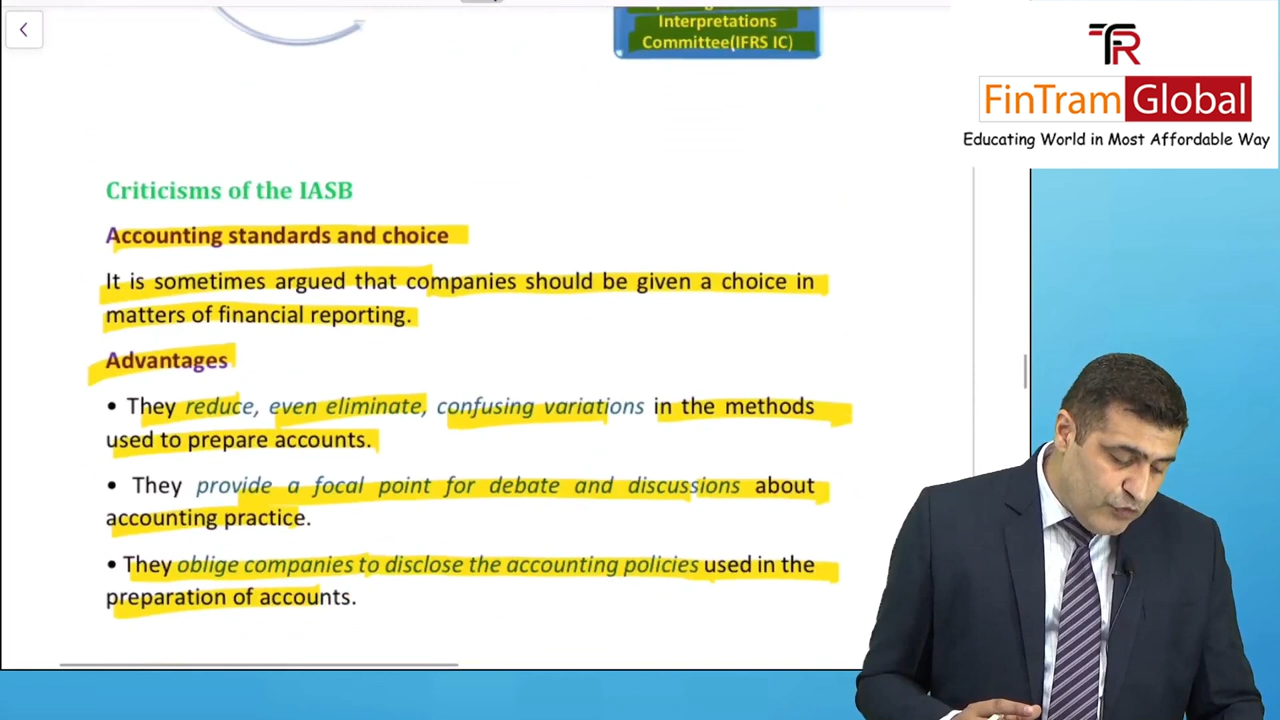 Interpretations
Committee(IFRS IC)
FR
FinTram Global
Educating World in Most Affordable Way
Criticisms of the IASB
Accounting standards and choice
It is sometimes argued that companies should be given a choice in
matters of financial reporting.
Advantages
• They reduce, even eliminate, confusing variations in the methods
used to prepare accounts.
• They provide a focal point for debate and discussions about
accounting practice.
• They oblige companies to disclose the accounting policies used in the
preparation of accounts.